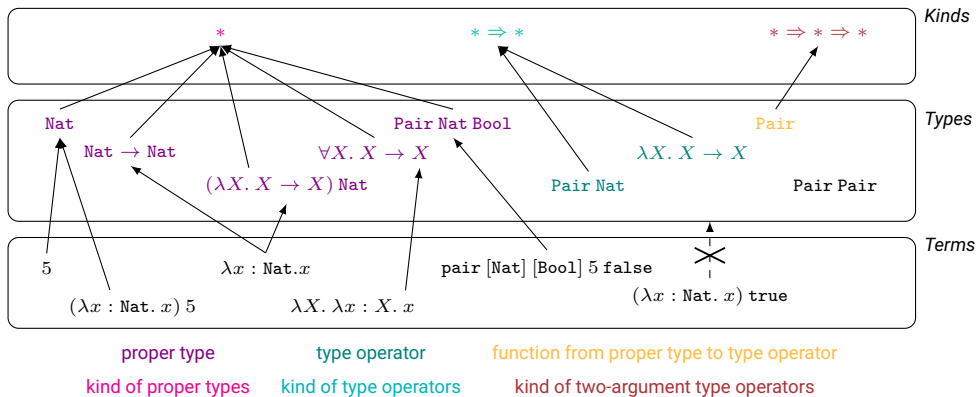 Kinds
* * ⇒ * * ⇒ * ⇒ *
Types
Nat Pair Nat Bool Pair
Nat → Nat ∀X. X → X λX. X → X
(λX. X → X) Nat Pair Nat Pair Pair
Terms
5 λx : Nat.x pair [Nat] [Bool] 5 false
(λx : Nat. x) 5 λX. λx : X. x (λx : Nat. x) true
proper type type operator function from proper type to type operator
kind of proper types kind of type operators kind of two-argument type operators